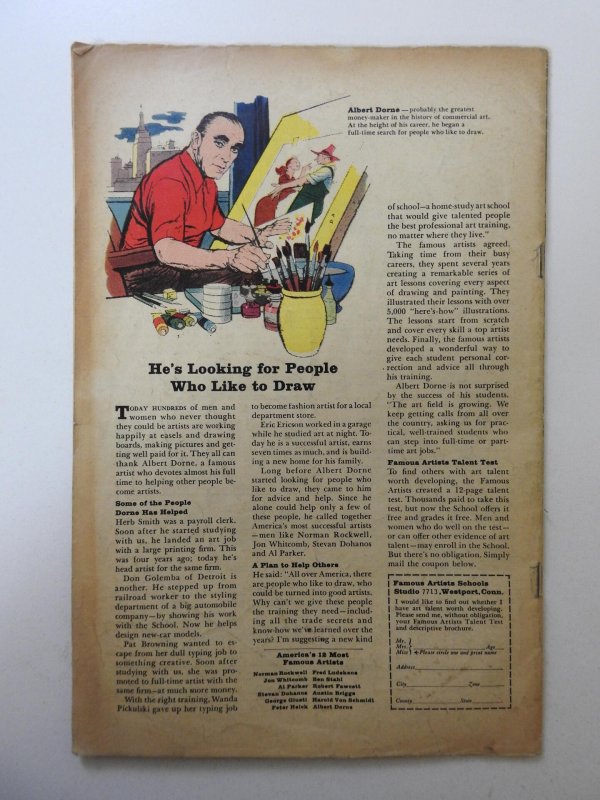 Albert Dorne — probably the greatest
money-maker in the history of commercial art.
At the height of his career, he began a
full-time search for people who like to draw.
He's Looking for People
Who Like to Draw
TODAY HUNDREDS of men and
women who never thought
they could be artists are working
happily at easels and drawing
boards, making pictures and get-
ting well paid for it. They all can
thank Albert Dorne, a famous
artist who devotes almost his full
time to helping other people be-
come artists.
Some of the People
Dorne Has Helped
Herb Smith was a payroll clerk.
Soon after he started studying
with us, he landed an art job
with a large printing firm. This
was four years ago; today he's
head artist for the same firm.
Don Golemba of Detroit is
another. He stepped up from
railroad worker to the styling
department of a big automobile
company—by showing his work
with the School. Now he helps
design new-car models.
Pat Browning wanted to es-
cape from her dull typing job to
something creative. Soon after
studying with us, she was pro-
moted to full-time artist with the
same firm—at much more money.
With the right training, Wanda
Pickulski gave up her typing job
to become fashion artist for a local
department store.
Eric Ericson worked in a garage
while he studied art at night. To-
day he is a successful artist, earns
seven times as much, and is build-
ing a new home for his family.
Long before Albert Dorne
started looking for people who
like to draw, they came to him
for advice and help. Since he
alone could help only a few of
these people, he called together
America's most successful artists
—men like Norman Rockwell,
Jon Whitcomb, Stevan Dohanos
and Al Parker.
A Plan to Help Others
He said: "All over America, there
are people who like to draw, who
could be turned into good artists.
Why can't we give these people
the training they need—includ-
ing all the trade secrets and
know-how we've learned over the
years? I'm suggesting a new kind
America's 12 Most
Famous Artists
Norman Rockwell Fred Ludekens
Jon Whitcomb Ben Stahl
Al Parker Robert Fawcett
Stevan Dohanos Austin Briggs
George Giusti Harold Von Schmidt
Peter Helck Albert Dorne
of school—a home-study art school
that would give talented people
the best professional art training,
no matter where they live."
The famous artists agreed.
Taking time from their busy
careers, they spent several years
creating a remarkable series of
art lessons covering every aspect
of drawing and painting. They
illustrated their lessons with over
5,000 "here's-how" illustrations.
The lessons start from scratch
and cover every skill a top artist
needs. Finally, the famous artists
developed a wonderful way to
give each student personal cor-
rection and advice all through
his training.
Albert Dorne is not surprised
by the success of his students.
"The art field is growing. We
keep getting calls from all over
the country, asking us for prac-
tical, well-trained students who
can step into full-time or part-
time art jobs."
Famous Artists Talent Test
To find others with art talent
worth developing, the Famous
Artists created a 12-page talent
test. Thousands paid to take this
test, but now the School offers it
free and grades it free. Men and
women who do well on the test—
or can offer other evidence of art
talent—may enroll in the School.
But there's no obligation. Simply
mail the coupon below.
Famous Artists Schools
Studio 7713, Westport, Conn.
I would like to find out whether I
have art talent worth developing.
Please send me, without obligation,
your Famous Artists Talent Test
and descriptive brochure.
Mr.
Mrs. Age
Miss Please circle one and print name
Address
City Zone
County State